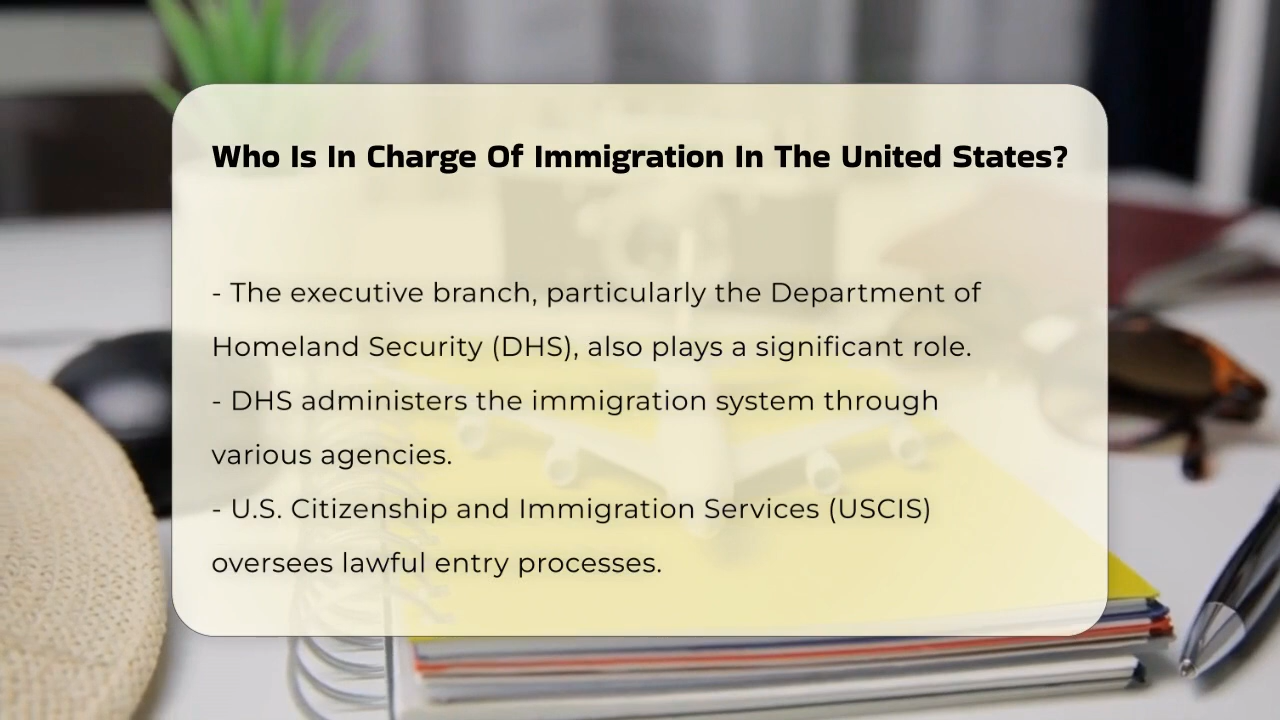 Who Is In Charge Of Immigration In The United States?
- The executive branch, particularly the Department of
Homeland Security (DHS), also plays a significant role.
- DHS administers the immigration system through
various agencies.
- U.S. Citizenship and Immigration Services (USCIS)
oversees lawful entry processes.